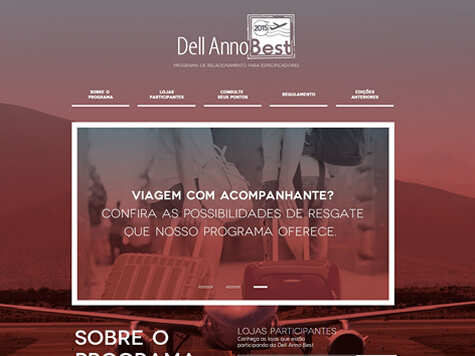 2015
Dell Anno Best
PROGRAMA DE RELACIONAMENTO PARA ESPECIFICADORES
SOBRE O
PROGRAMA
LOJAS
PARTICIPANTES
CONSULTE
SEUS PONTOS
REGULAMENTO
EDIÇÕES
ANTERIORES
VIAGEM COM ACOMPANHANTE?
CONFIRA AS POSSIBILIDADES DE RESGATE
QUE NOSSO PROGRAMA OFERECE.
SOBRE O
PROGRAMA
LOJAS PARTICIPANTES
Conheça as lojas que estão
participando do Dell Anno Best